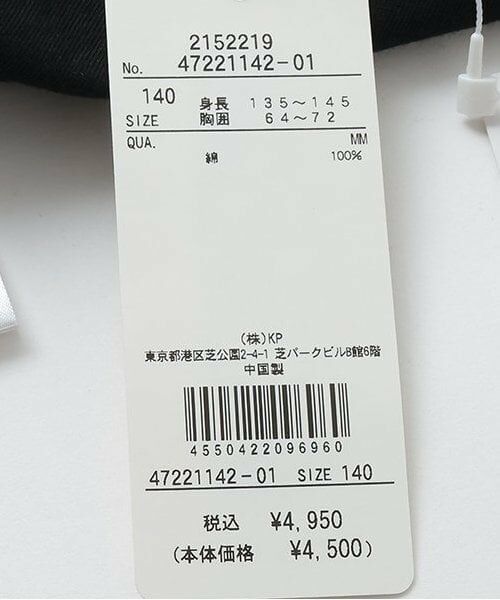 2152219
No. 47221142-01
140 身長 135～145
SIZE 胸囲 64～72
QUA. MM
綿 100%
(株)KP
東京都港区芝公園2-4-1 芝パークビルB館6階
中国製
4550422096960
47221142-01 SIZE 140
税込 ¥4,950
(本体価格 ¥4,500)